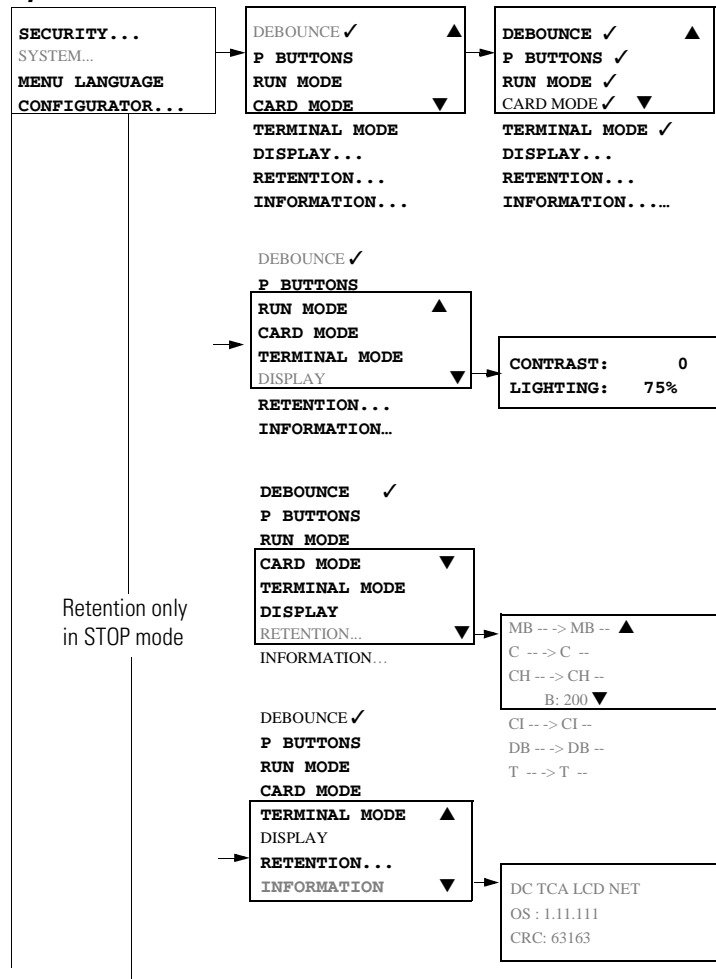 SECURITY...
SYSTEM...
MENU LANGUAGE
CONFIGURATOR...
DEBOUNCE ✓ ▲
P BUTTONS
RUN MODE
CARD MODE ▼
TERMINAL MODE
DISPLAY...
RETENTION...
INFORMATION...
DEBOUNCE ✓ ▲
P BUTTONS ✓
RUN MODE ✓
CARD MODE ✓ ▼
TERMINAL MODE ✓
DISPLAY...
RETENTION...
INFORMATION...…
DEBOUNCE ✓
P BUTTONS
RUN MODE ▲
CARD MODE
TERMINAL MODE
DISPLAY ▼
RETENTION...
INFORMATION…
CONTRAST: 0
LIGHTING: 75%
DEBOUNCE ✓
P BUTTONS
RUN MODE
CARD MODE ▼
TERMINAL MODE
DISPLAY
RETENTION... ▼
INFORMATION…
Retention only
in STOP mode
MB -- -> MB -- ▲
C -- -> C --
CH -- -> CH --
B: 200 ▼
CI -- -> CI --
DB -- -> DB --
T -- -> T --
DEBOUNCE ✓
P BUTTONS
RUN MODE
CARD MODE
TERMINAL MODE ▲
DISPLAY
RETENTION...
INFORMATION ▼
DC TCA LCD NET
OS : 1.11.111
CRC: 63163